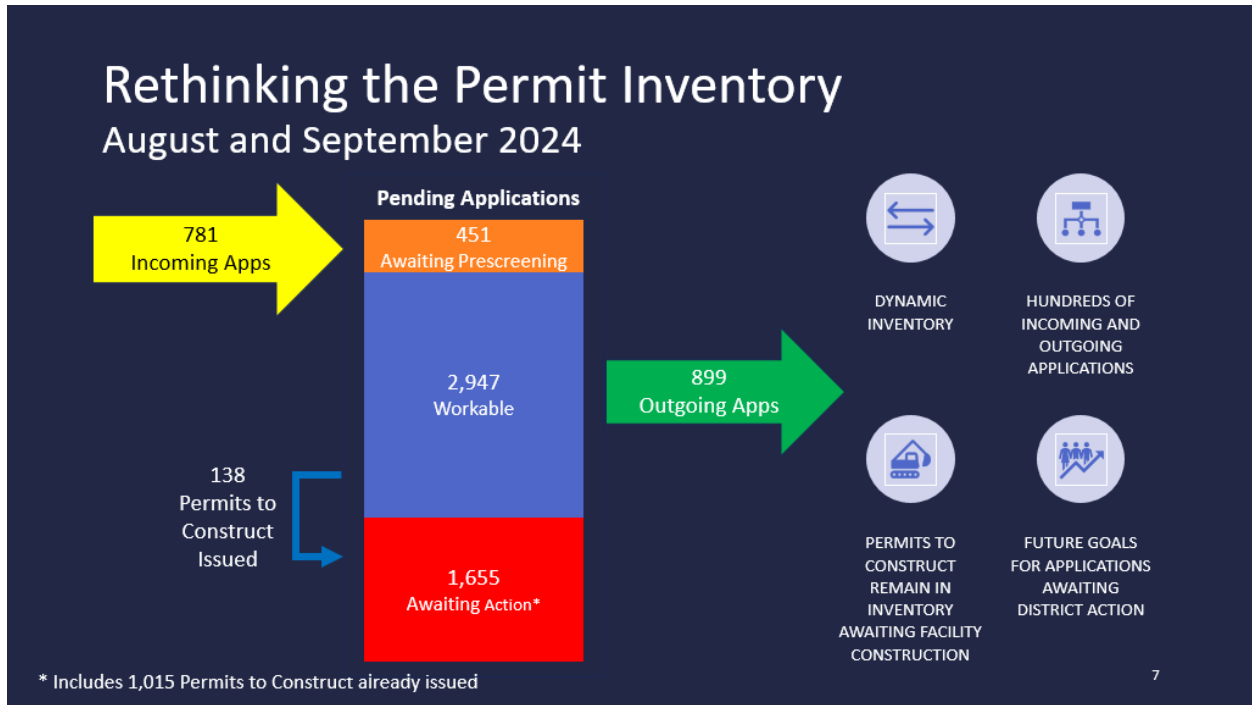 Rethinking the Permit Inventory
August and September 2024
Pending Applications
781
Incoming Apps
451
Awaiting Prescreening
2,947
Workable
899
Outgoing Apps
138
Permits to
Construct
Issued
1,655
Awaiting Action*
DYNAMIC
INVENTORY
HUNDREDS OF
INCOMING AND
OUTGOING
APPLICATIONS
PERMITS TO
CONSTRUCT
REMAIN IN
INVENTORY
AWAITING FACILITY
CONSTRUCTION
FUTURE GOALS
FOR APPLICATIONS
AWAITING
DISTRICT ACTION
* Includes 1,015 Permits to Construct already issued
7